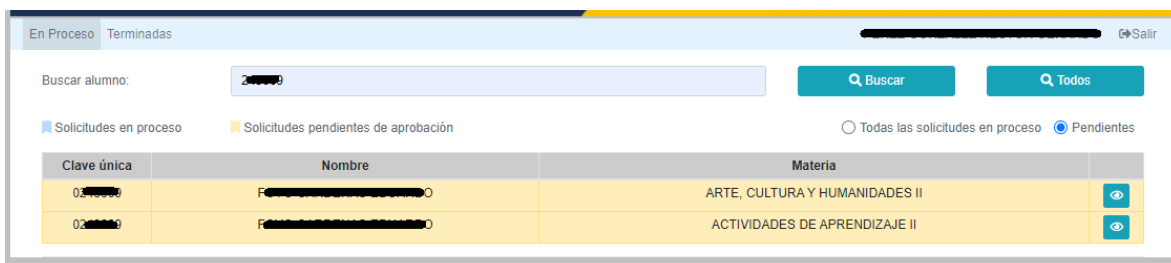 En Proceso Terminadas Salir
Buscar alumno: Buscar Todos
Solicitudes en proceso Solicitudes pendientes de aprobación Todas las solicitudes en proceso Pendientes
Clave única Nombre Materia
ARTE, CULTURA Y HUMANIDADES II
ACTIVIDADES DE APRENDIZAJE II